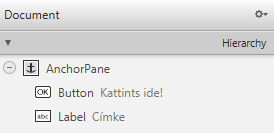 Document
Hierarchy
AnchorPane
OK Button Kattints ide!
abc Label Címke